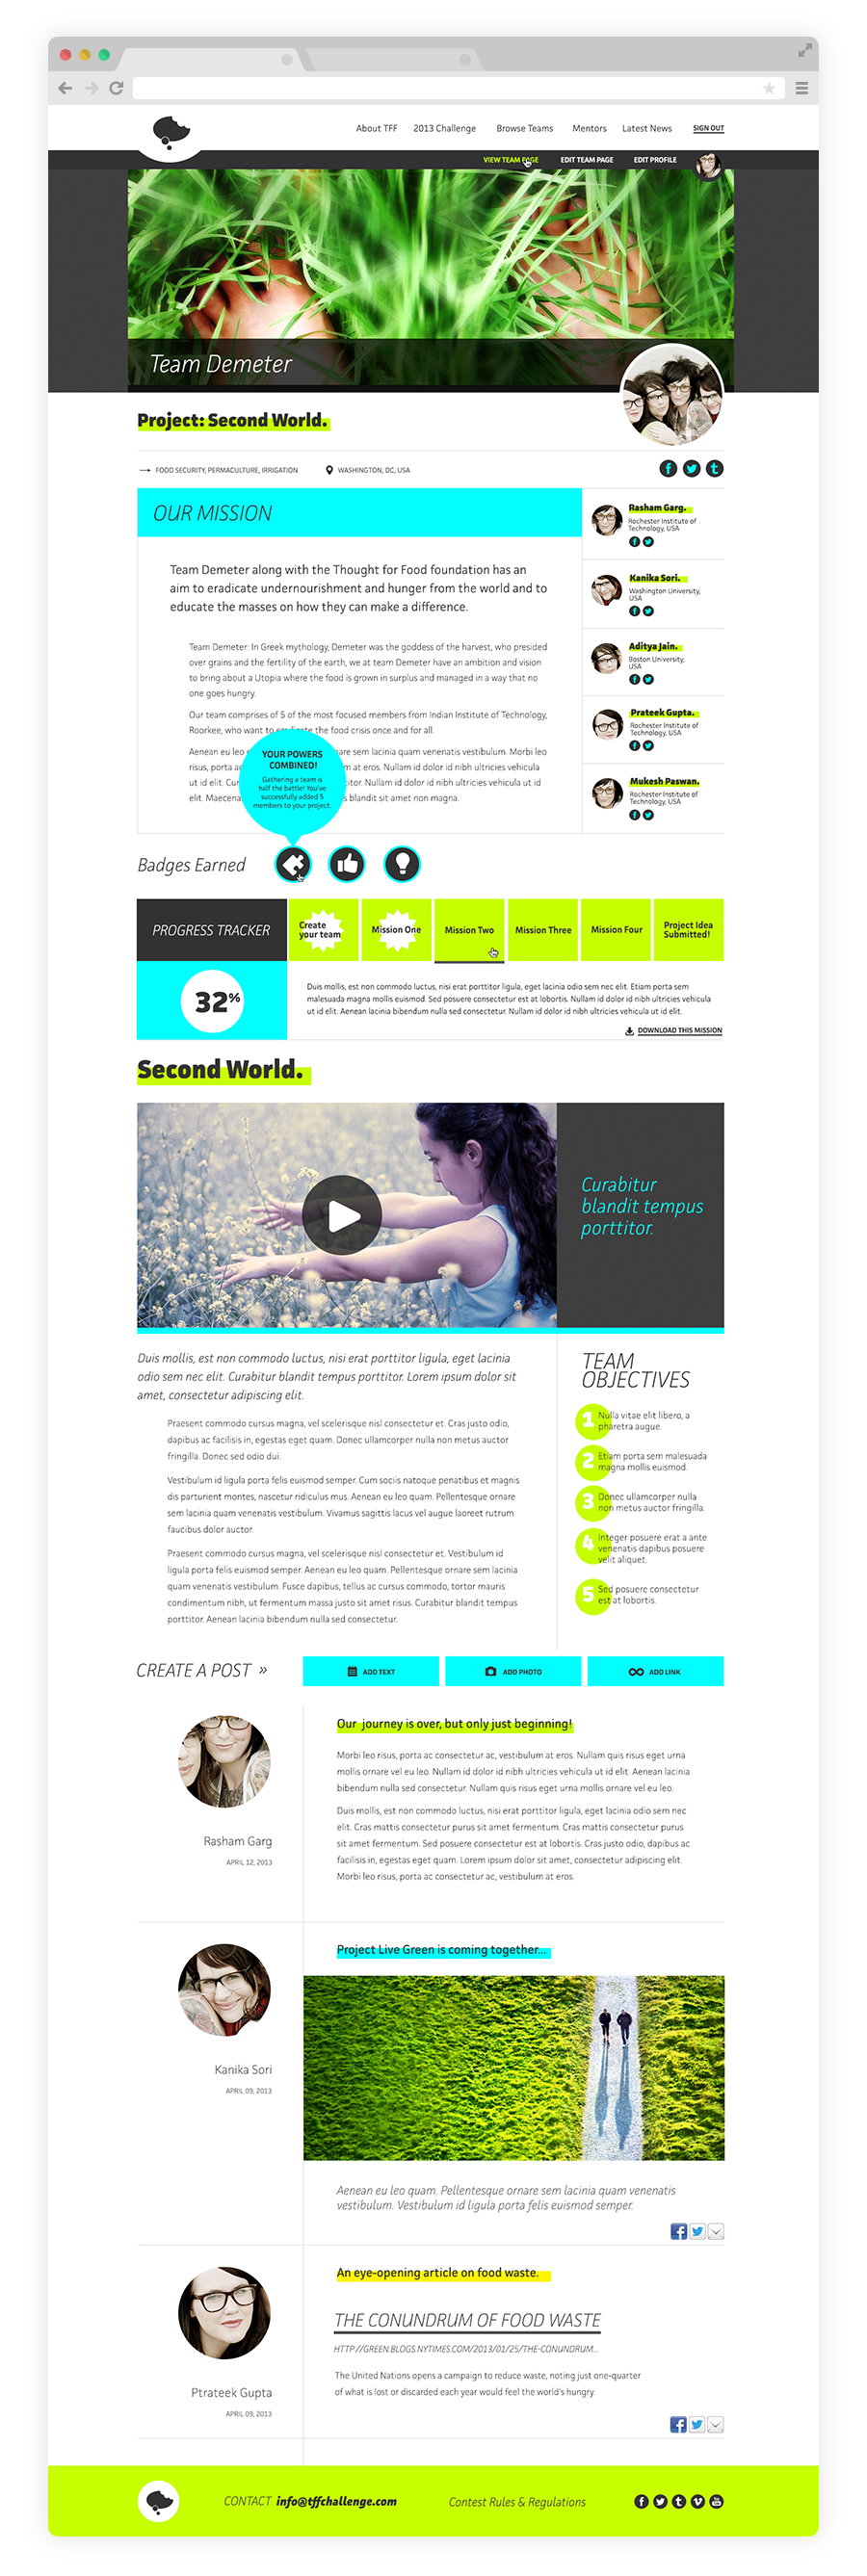 About TFF 2013 Challenge Browse Teams Mentors Latest News SIGN OUT
VIEW TEAM PAGE EDIT TEAM PAGE EDIT PROFILE
Team Demeter
Project: Second World.
FOOD SECURITY, PERMACULTURE, IRRIGATION WASHINGTON, DC, USA
OUR MISSION
Team Demeter along with the Thought for Food foundation has an
aim to eradicate undernourishment and hunger from the world and to
educate the masses on how they can make a difference.
Team Demeter: In Greek mythology, Demeter was the goddess of the harvest, who presided
over grains and the fertility of the earth, we at team Demeter have an ambition and vision
to bring about a Utopia where the food is grown in surplus and managed in a way that no
one goes hungry.
Our team comprises of 5 of the most focused members from Indian Institute of Technology,
Roorkee, who want to eradicate the food crisis once and for all.
Aenean eu leo are sem lacinia quam venenatis vestibulum. Morbi leo
risus, porta ac m at eros. Nullam id dolor id nibh ultricies vehicula
ut id elit. Cur citor. Nullam id dolor id nibh ultricies vehicula ut id
elit. Maecena s blandit sit amet non magna.
YOUR POWERS
COMBINED!
Gathering a team is
half the battle! You've
successfully added 5
members to your project.
Rasham Garg.
Rochester Institute of
Technology, USA
Kanika Sori.
Washington University,
USA
Aditya Jain.
Boston University,
USA
Prateek Gupta.
Rochester Institute of
Technology, USA
Mukesh Paswan.
Rochester Institute of
Technology, USA
Badges Earned
PROGRESS TRACKER
Create
your team
Mission One
Mission Two
Mission Three
Mission Four
Project Idea
Submitted!
32%
Duis mollis, est non commodo luctus, nisi erat porttitor ligula, eget lacinia odio sem nec elit. Etiam porta sem
malesuada magna mollis euismod. Sed posuere consectetur est at lobortis. Nullam id dolor id nibh ultricies vehicula
ut id elit. Aenean lacinia bibendum nulla sed consectetur. Nullam id dolor id nibh ultricies vehicula ut id elit.
DOWNLOAD THIS MISSION
Second World.
Curabitur
blandit tempus
porttitor.
Duis mollis, est non commodo luctus, nisi erat porttitor ligula, eget lacinia
odio sem nec elit. Curabitur blandit tempus porttitor. Lorem ipsum dolor sit
amet, consectetur adipiscing elit.
Praesent commodo cursus magna, vel scelerisque nisl consectetur et. Cras justo odio,
dapibus ac facilisis in, egestas eget quam. Donec ullamcorper nulla non metus auctor
fringilla. Donec sed odio dui.
Vestibulum id ligula porta felis euismod semper. Cum sociis natoque penatibus et magnis
dis parturient montes, nascetur ridiculus mus. Aenean eu leo quam. Pellentesque ornare
sem lacinia quam venenatis vestibulum. Vivamus sagittis lacus vel augue laoreet rutrum
faucibus dolor auctor.
Praesent commodo cursus magna, vel scelerisque nisl consectetur et. Vestibulum id
ligula porta felis euismod semper. Aenean eu leo quam. Pellentesque ornare sem lacinia
quam venenatis vestibulum. Fusce dapibus, tellus ac cursus commodo, tortor mauris
condimentum nibh, ut fermentum massa justo sit amet risus. Curabitur blandit tempus
porttitor. Aenean lacinia bibendum nulla sed consectetur.
TEAM
OBJECTIVES
1 Nulla vitae elit libero, a
pharetra augue.
2 Etiam porta sem malesuada
magna mollis euismod.
3 Donec ullamcorper nulla
non metus auctor fringilla.
4 Integer posuere erat a ante
venenatis dapibus posuere
velit aliquet.
5 Sed posuere consectetur
est at lobortis.
CREATE A POST »
ADD TEXT
ADD PHOTO
ADD LINK
Rasham Garg
APRIL 12, 2013
Our journey is over, but only just beginning!
Morbi leo risus, porta ac consectetur ac, vestibulum at eros. Nullam quis risus eget urna
mollis ornare vel eu leo. Nullam id dolor id nibh ultricies vehicula ut id elit. Aenean lacinia
bibendum nulla sed consectetur. Nullam quis risus eget urna mollis ornare vel eu leo.
Duis mollis, est non commodo luctus, nisi erat porttitor ligula, eget lacinia odio sem nec
elit. Cras mattis consectetur purus sit amet fermentum. Cras mattis consectetur purus
sit amet fermentum. Sed posuere consectetur est at lobortis. Cras justo odio, dapibus ac
facilisis in, egestas eget quam. Lorem ipsum dolor sit amet, consectetur adipiscing elit.
Morbi leo risus, porta ac consectetur ac, vestibulum at eros.
Kanika Sori
APRIL 09, 2013
Project Live Green is coming together...
Aenean eu leo quam. Pellentesque ornare sem lacinia quam venenatis
vestibulum. Vestibulum id ligula porta felis euismod semper.
Ptrateek Gupta
APRIL 09, 2013
An eye-opening article on food waste.
THE CONUNDRUM OF FOOD WASTE
HTTP://GREEN.BLOGS.NYTIMES.COM/2013/01/25/THE-CONUNDRUM...
The United Nations opens a campaign to reduce waste, noting just one-quarter
of what is lost or discarded each year would feel the world's hungry.
CONTACT info@tffchallenge.com Contest Rules & Regulations